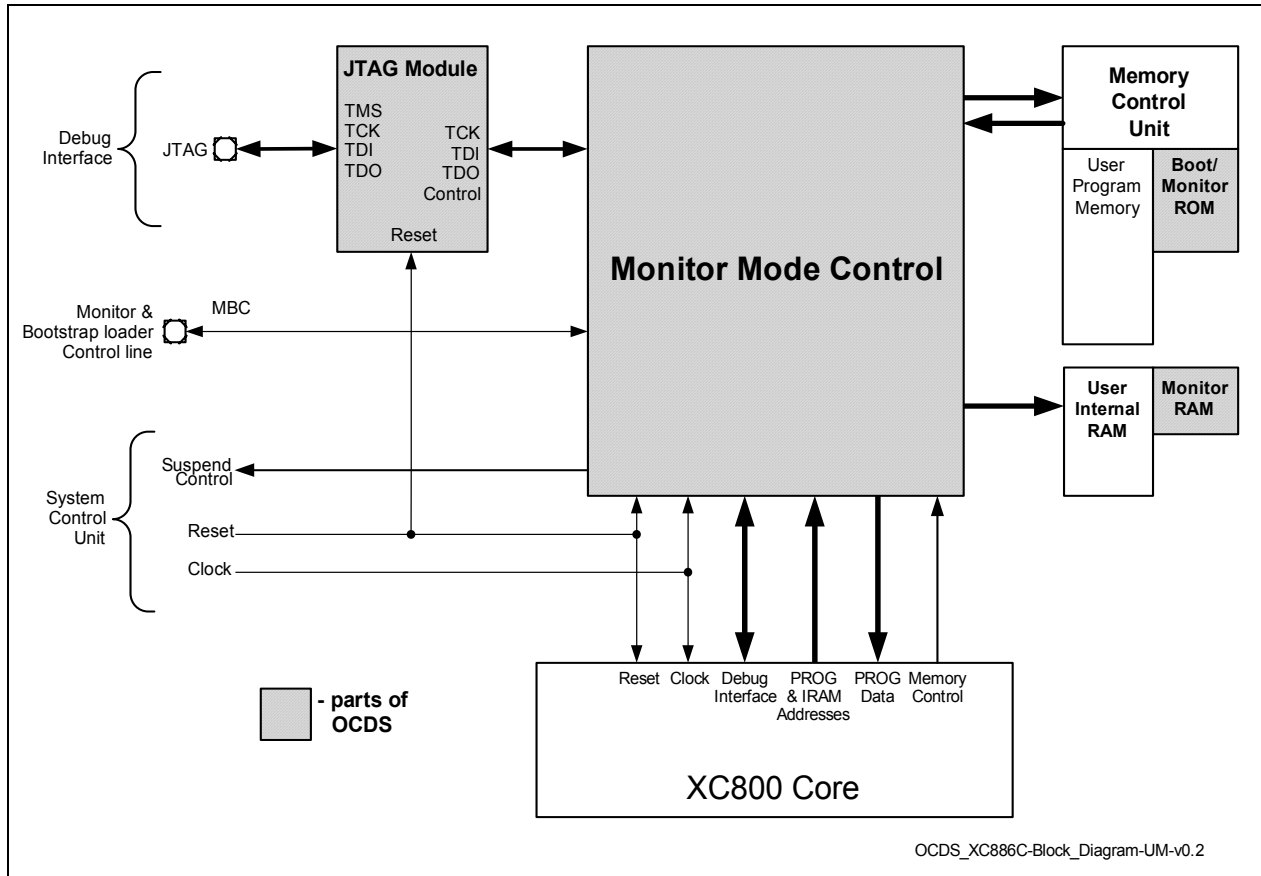 JTAG Module
TMS
TCK
TDI
TDO
TCK
TDI
TDO
Control
Reset
Debug
Interface
JTAG
Monitor Mode Control
Memory
Control
Unit
User
Program
Memory
Boot/
Monitor
ROM
Monitor &
Bootstrap loader
Control line
MBC
User
Internal
RAM
Monitor
RAM
System
Control
Unit
Suspend
Control
Reset
Clock
Reset
Clock
Debug
Interface
PROG
& IRAM
Addresses
PROG
Data
Memory
Control
XC800 Core
- parts of
OCDS
OCDS_XC886C-Block_Diagram-UM-v0.2